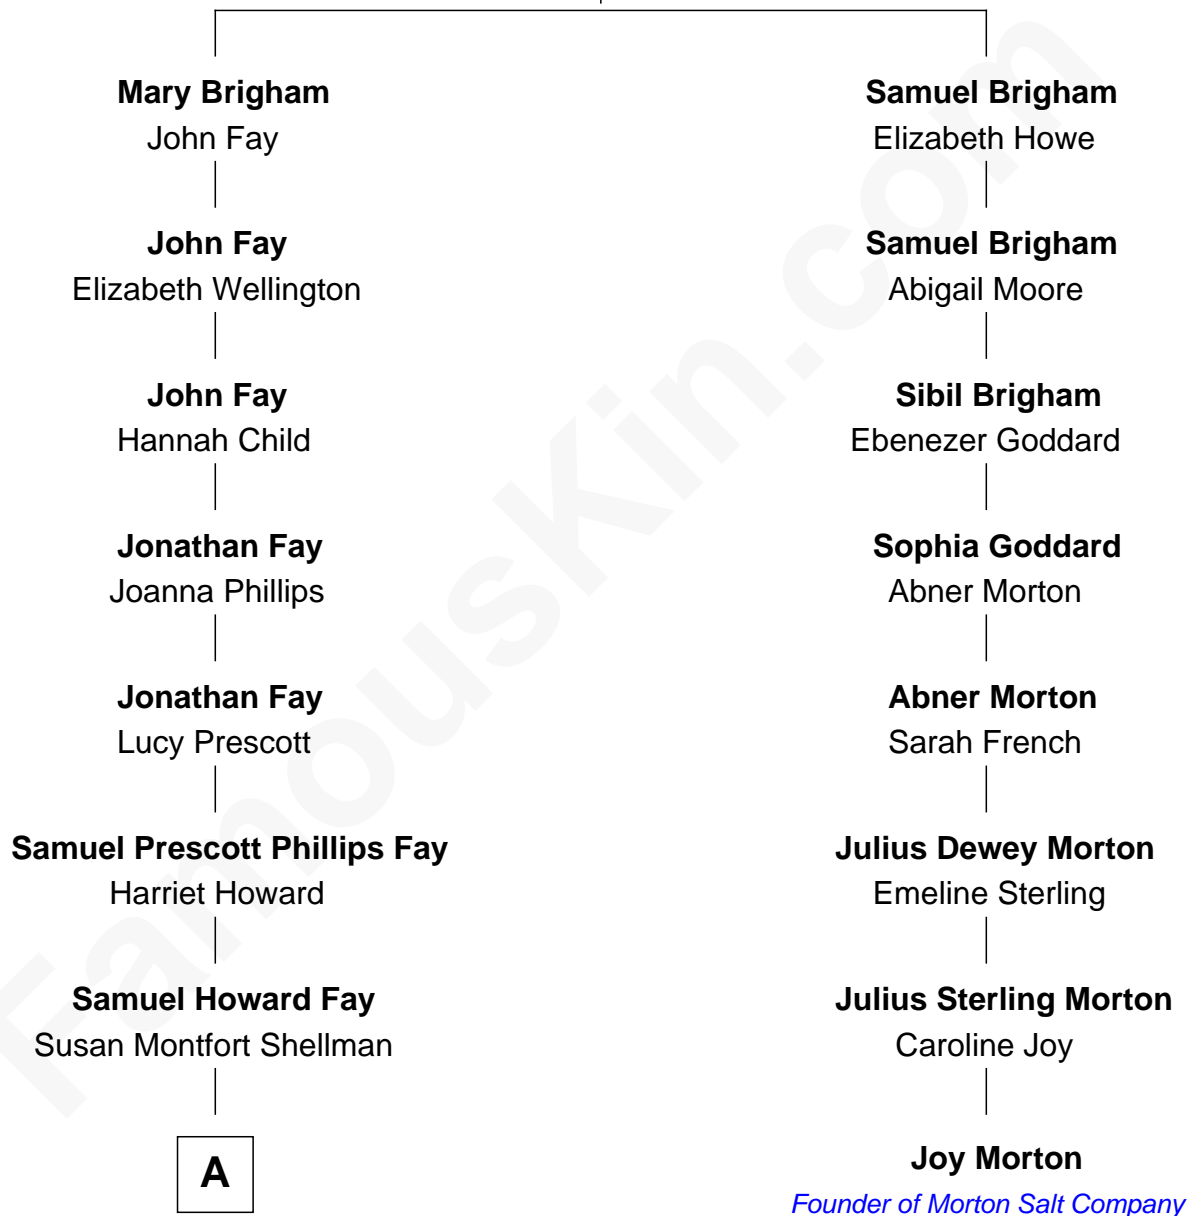 Mary Brigham
John Fay
John Fay
Elizabeth Wellington
John Fay
Hannah Child
Jonathan Fay
Joanna Phillips
Jonathan Fay
Lucy Prescott
Samuel Prescott Phillips Fay
Harriet Howard
Samuel Howard Fay
Susan Montfort Shellman
A
Samuel Brigham
Elizabeth Howe
Samuel Brigham
Abigail Moore
Sibil Brigham
Ebenezer Goddard
Sophia Goddard
Abner Morton
Abner Morton
Sarah French
Julius Dewey Morton
Emeline Sterling
Julius Sterling Morton
Caroline Joy
Joy Morton
Founder of Morton Salt Company
FamousKin.com